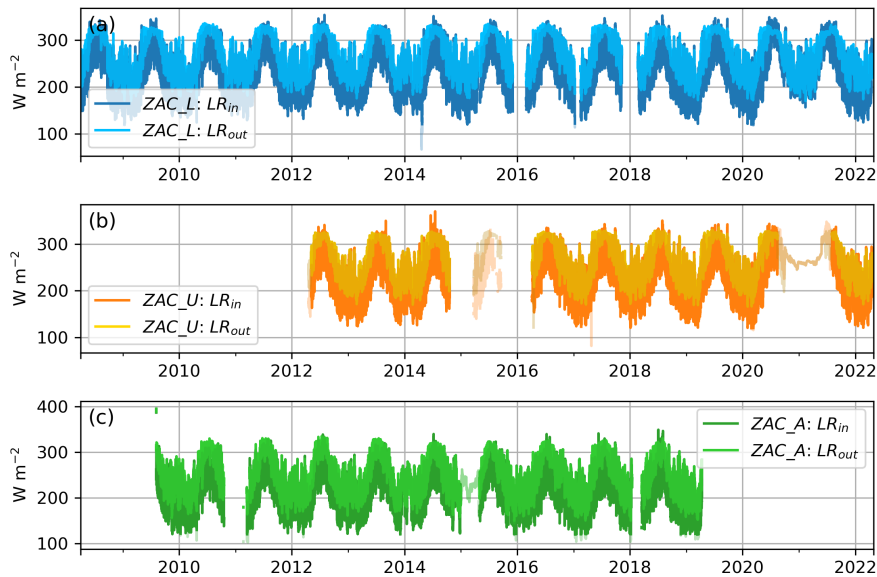 (a)
300
200
100
W m⁻²
ZAC_L: LR_in
ZAC_L: LR_out
2010 2012 2014 2016 2018 2020 2022
(b)
300
200
100
W m⁻²
ZAC_U: LR_in
ZAC_U: LR_out
2010 2012 2014 2016 2018 2020 2022
(c)
400
300
200
100
W m⁻²
ZAC_A: LR_in
ZAC_A: LR_out
2010 2012 2014 2016 2018 2020 2022